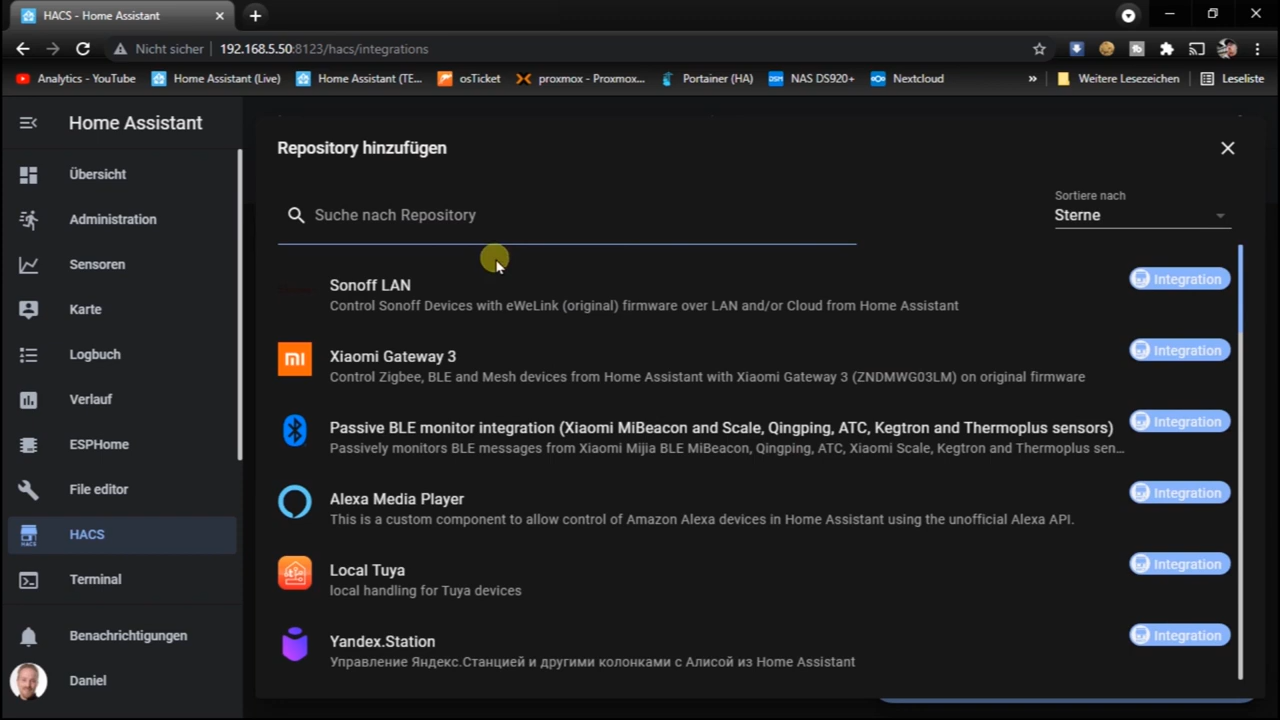 HACS - Home Assistant
Nicht sicher
192.168.5.50:8123/hacs/integrations
Analytics - YouTube
Home Assistant (Live)
Home Assistant (TE...
osTicket
proxmox - Proxmox...
Portainer (HA)
NAS DS920+
Nextcloud
»
Weitere Lesezeichen
Leseliste
Home Assistant
Übersicht
Administration
Sensoren
Karte
Logbuch
Verlauf
ESPHome
File editor
HACS
Terminal
Benachrichtigungen
Daniel
Repository hinzufügen
Suche nach Repository
Sortiere nach
Sterne
Sonoff LAN
Control Sonoff Devices with eWeLink (original) firmware over LAN and/or Cloud from Home Assistant
Integration
Xiaomi Gateway 3
Control Zigbee, BLE and Mesh devices from Home Assistant with Xiaomi Gateway 3 (ZNDMWG03LM) on original firmware
Integration
Passive BLE monitor integration (Xiaomi MiBeacon and Scale, Qingping, ATC, Kegtron and Thermoplus sensors)
Passively monitors BLE messages from Xiaomi Mijia BLE MiBeacon, Qingping, ATC, Xiaomi Scale, Kegtron and Thermoplus sen...
Integration
Alexa Media Player
This is a custom component to allow control of Amazon Alexa devices in Home Assistant using the unofficial Alexa API.
Integration
Local Tuya
local handling for Tuya devices
Integration
Yandex.Station
Управление Яндекс.Станцией и другими колонками с Алисой из Home Assistant
Integration